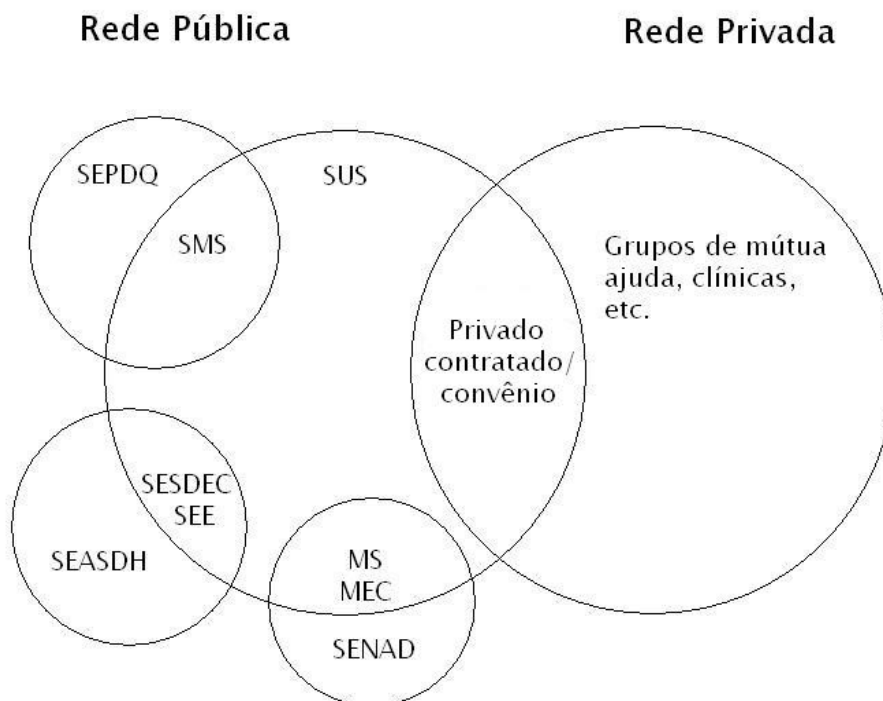 Rede Pública
Rede Privada
SEPDQ
SUS
SMS
Grupos de mútua
ajuda, clínicas,
etc.
Privado
contratado/
convênio
SESDEC
SEE
SEASDH
MS
MEC
SENAD